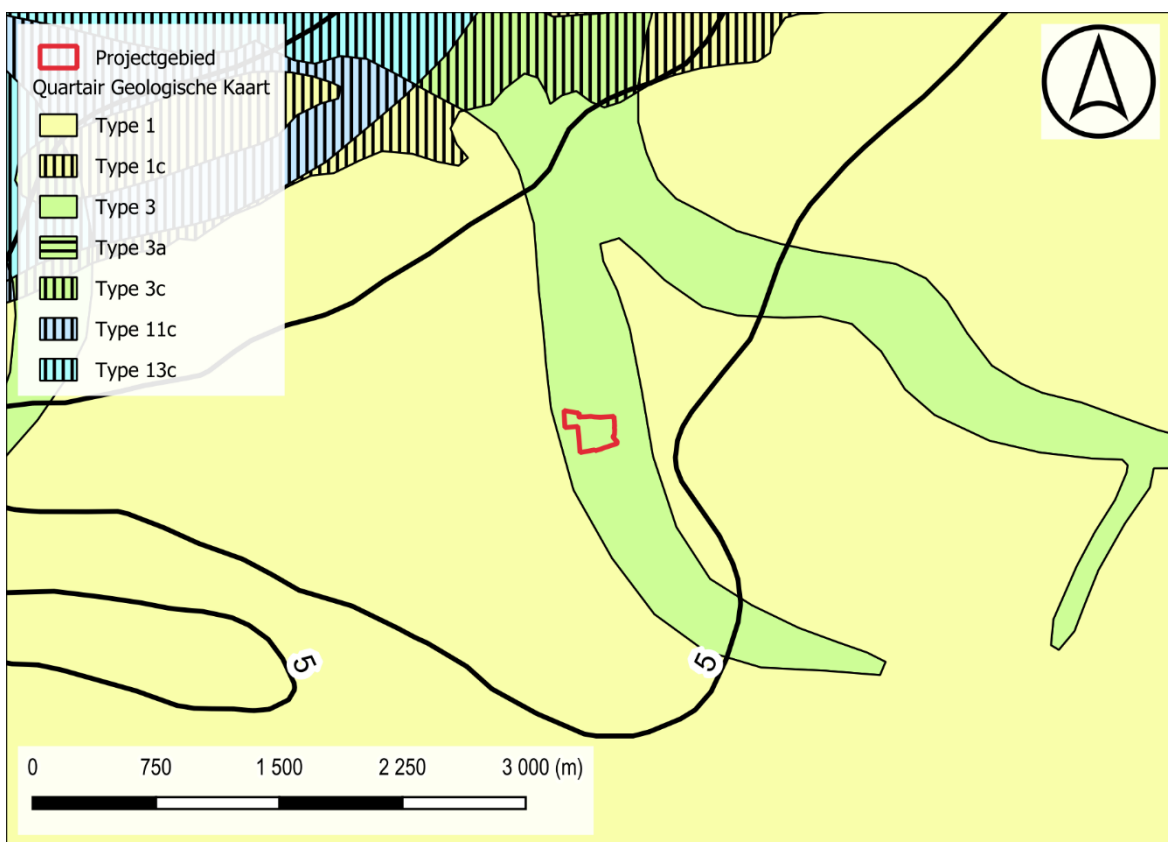 Projectgebied
Quartair Geologische Kaart
Type 1
Type 1c
Type 3
Type 3a
Type 3c
Type 11c
Type 13c
5
5
0 750 1 500 2 250 3 000 (m)